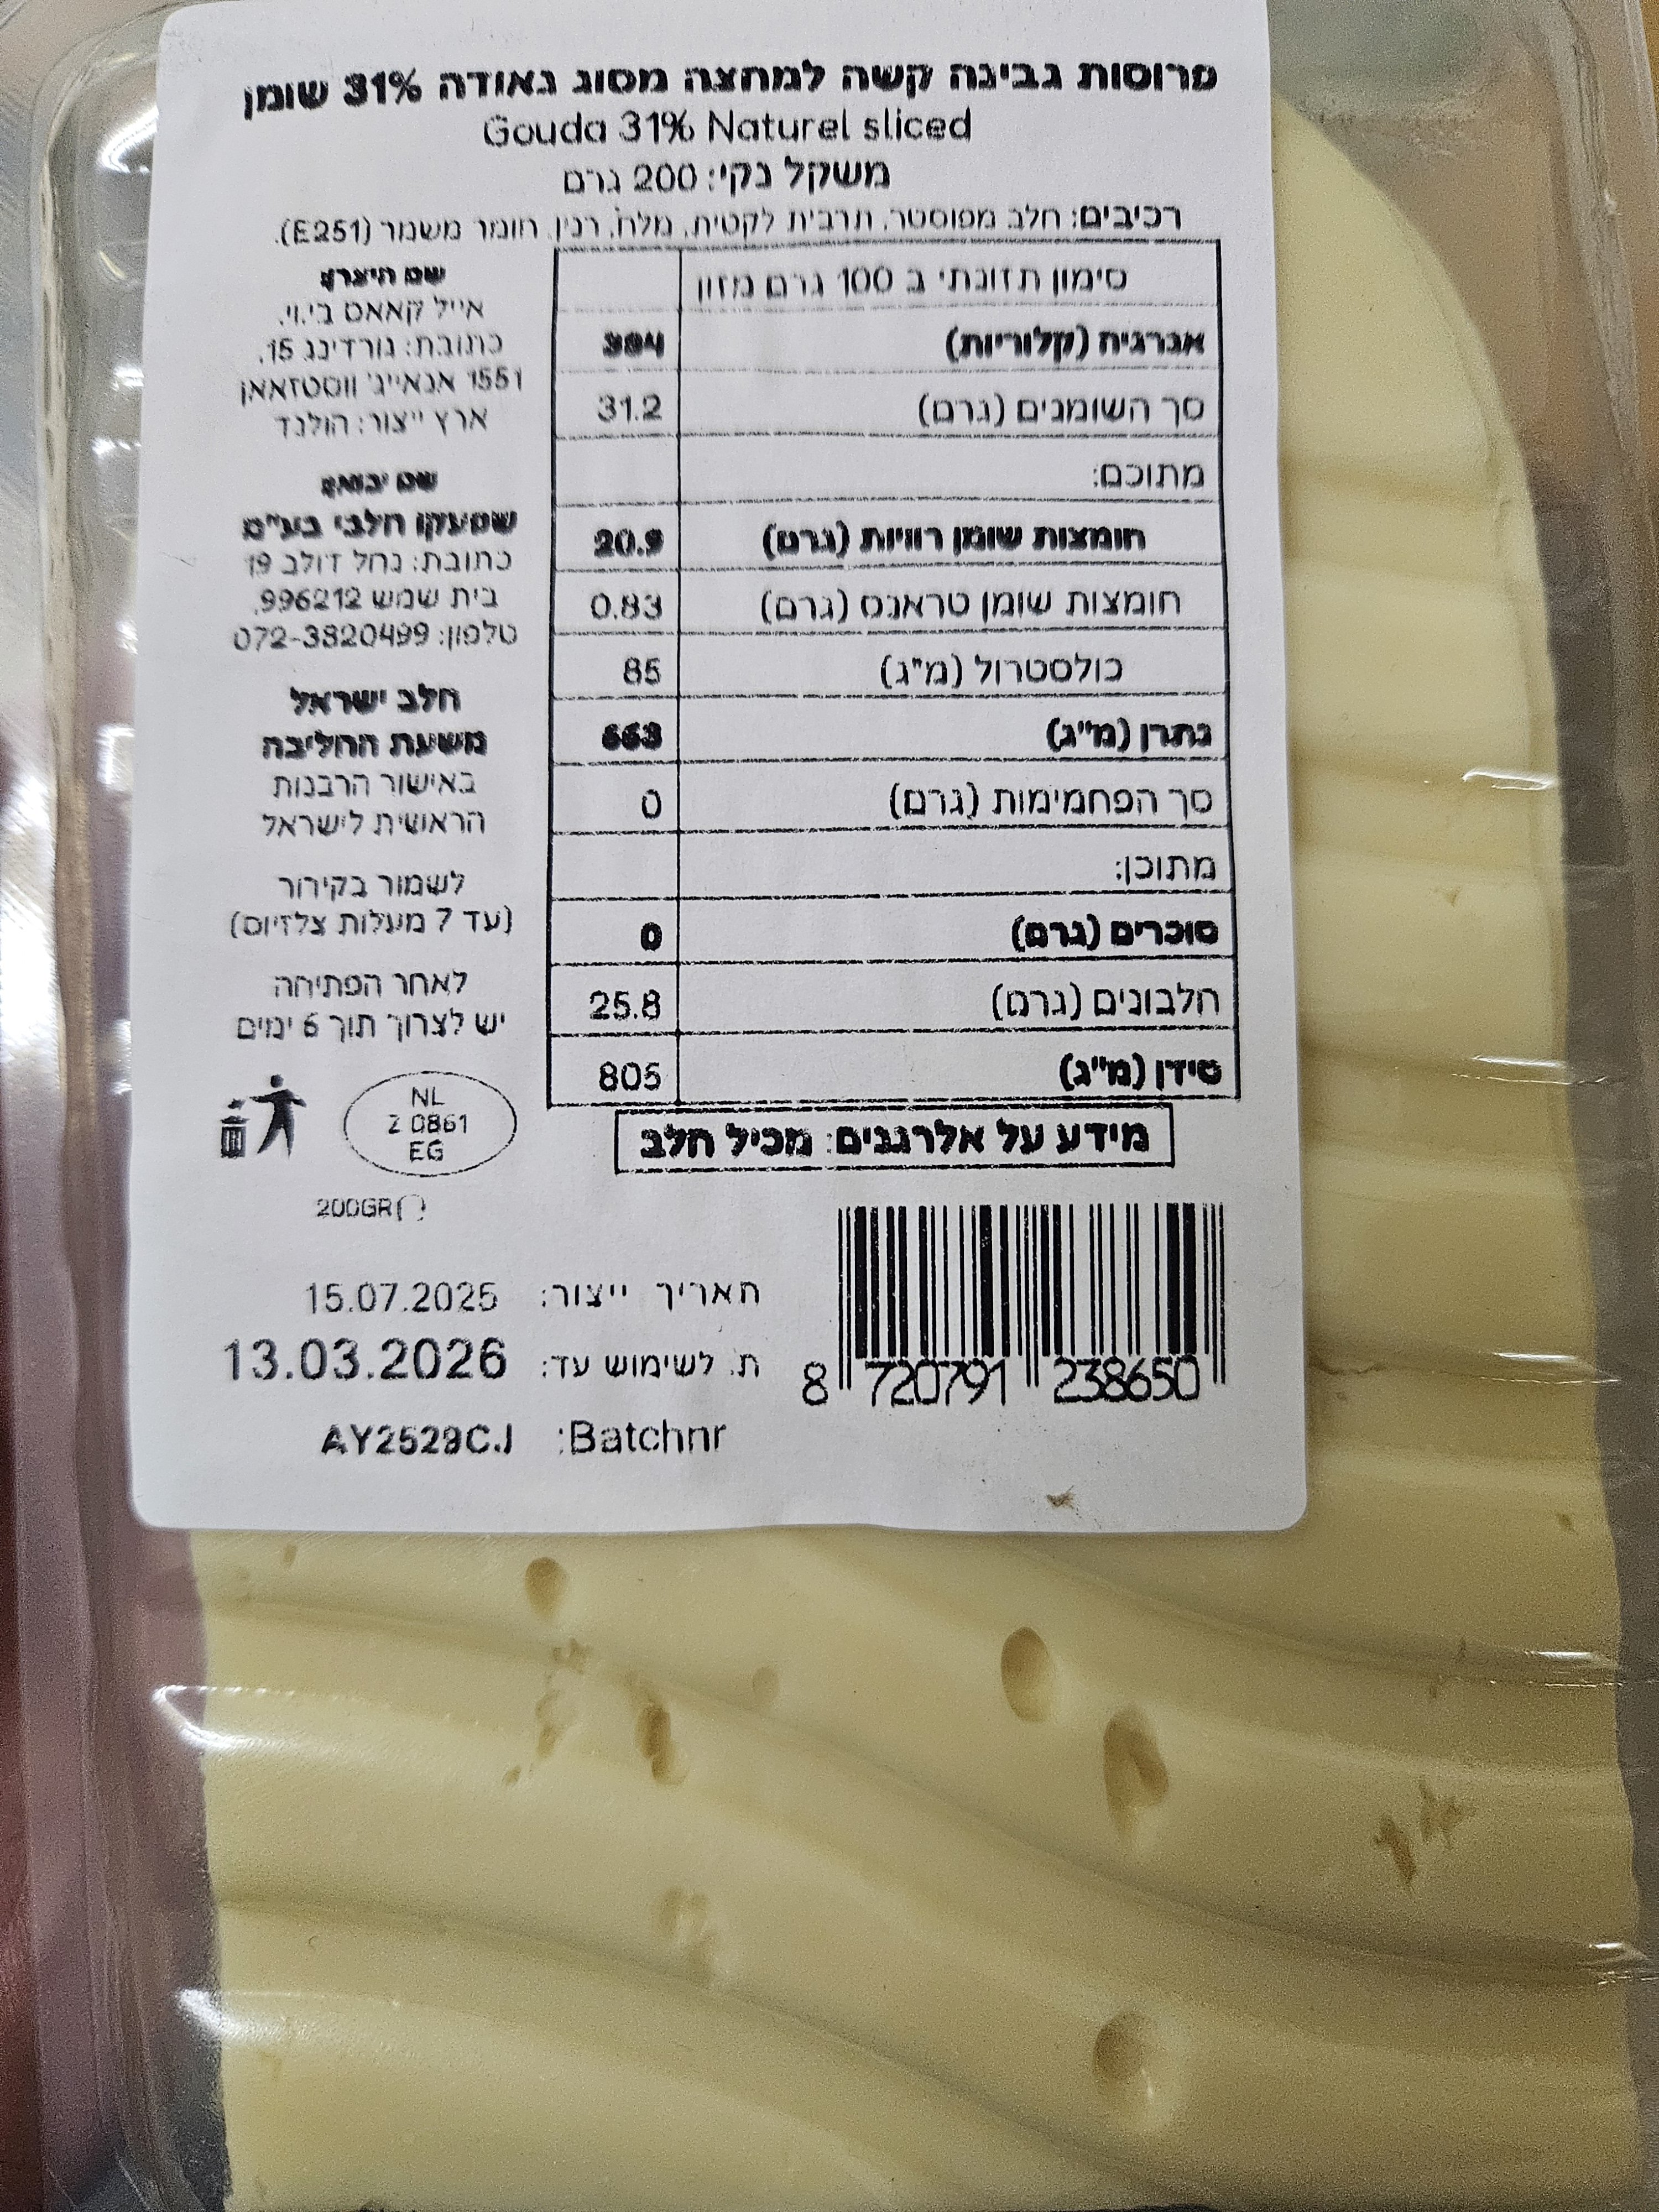 פרוסות גבינה קשה למחצה מסוג גאודה 31% שומן
Gouda 31% Naturel sliced
משקל נקי: 200 גרם
רכיבים: חלב מפוסטר, תרבית לקטית, מלח, רנין, חומר משמר (E251).
סימון תזונתי ב 100 גרם מזון
אנרגיה (קלוריות) 384
סך השומנים (גרם) 31.2
מתוכם:
חומצות שומן רוויות (גרם) 20.9
חומצות שומן טראנס (גרם) 0.83
כולסטרול (מ"ג) 85
נתרן (מ"ג) 663
סך הפחמימות (גרם) 0
מתוכן:
סוכרים (גרם) 0
חלבונים (גרם) 25.8
סידן (מ"ג) 805
מידע על אלרגנים: מכיל חלב
שם היצרן:
אייל קאאס בי.וי.
כתובת: גורדינג 15,
1551 אנאייג' ווסטזאאן
ארץ ייצור: הולנד
שם יבואן:
שמעקו חלבי בע"מ
כתובת: נחל דולב 19
בית שמש 996212,
טלפון: 072-3820499
חלב ישראל
משעת החליבה
באישור הרבנות
הראשית לישראל
לשמור בקירור
(עד 7 מעלות צלזיוס)
לאחר הפתיחה
יש לצרוך תוך 6 ימים
NL
Z 0861
EG
200GR
תאריך ייצור: 15.07.2025
ת. לשימוש עד: 13.03.2026
Batchnr: AY2529CJ
8 720791 238650